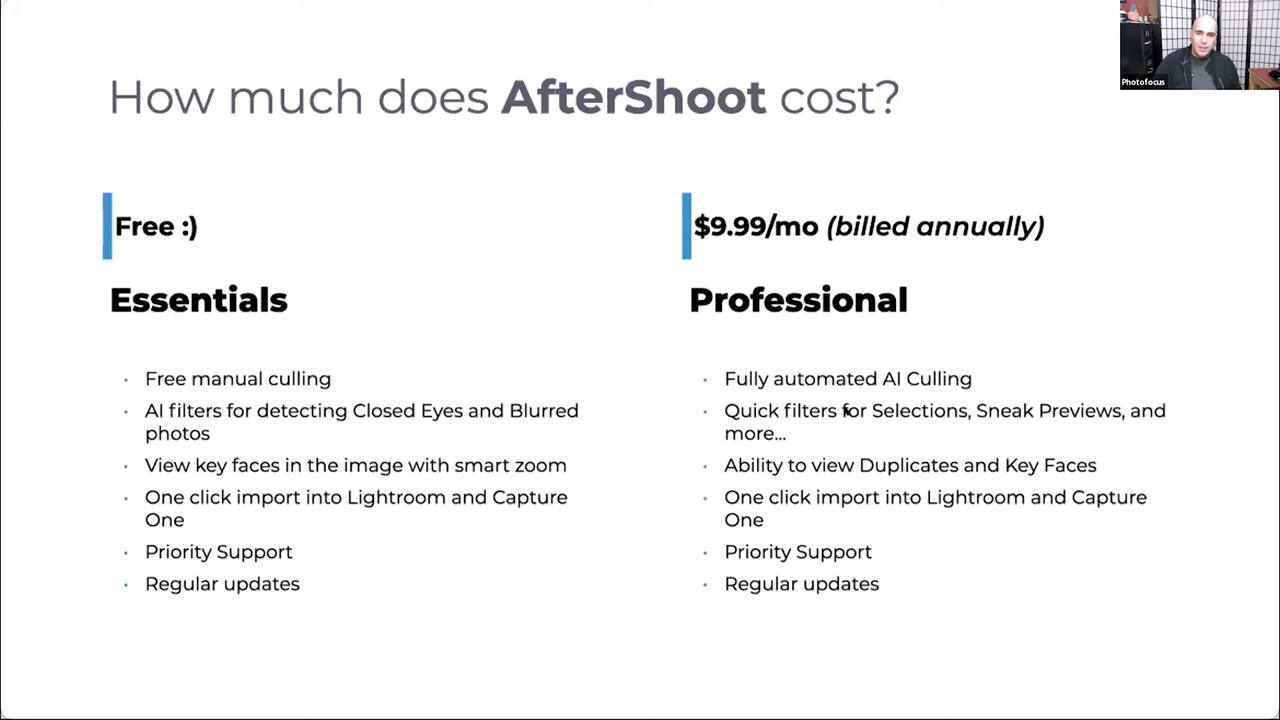 Photofocus
How much does AfterShoot cost?
Free :)
Essentials
Free manual culling
AI filters for detecting Closed Eyes and Blurred
photos
View key faces in the image with smart zoom
One click import into Lightroom and Capture
One
Priority Support
Regular updates
$9.99/mo (billed annually)
Professional
Fully automated AI Culling
Quick filters for Selections, Sneak Previews, and
more...
Ability to view Duplicates and Key Faces
One click import into Lightroom and Capture
One
Priority Support
Regular updates